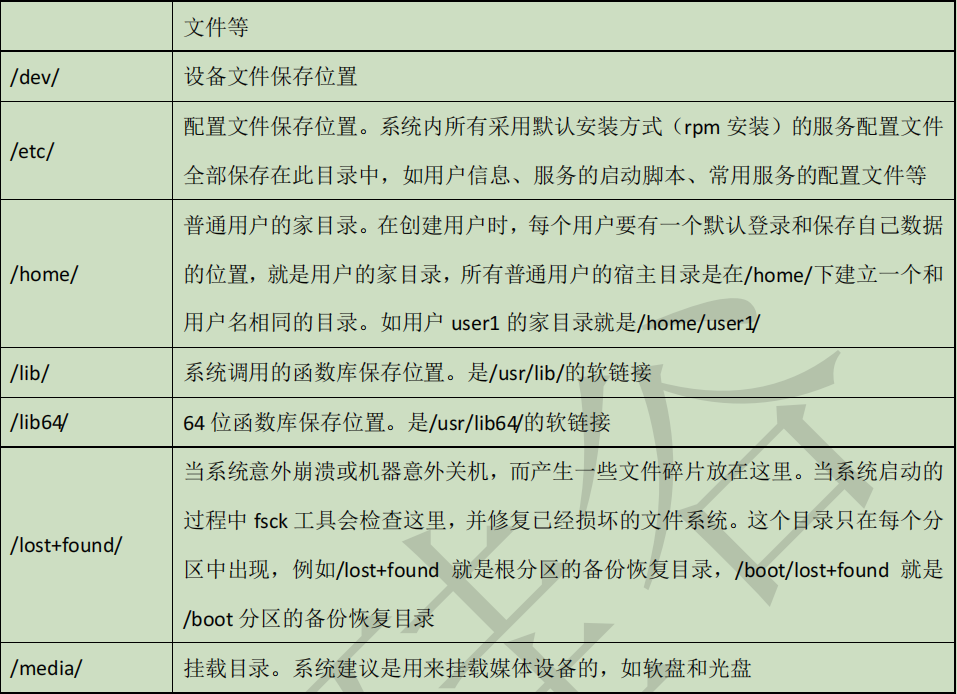 文件等
/dev/
设备文件保存位置
/etc/
配置文件保存位置。系统内所有采用默认安装方式（rpm 安装）的服务配置文件
全部保存在此目录中，如用户信息、服务的启动脚本、常用服务的配置文件等
/home/
普通用户的家目录。在创建用户时，每个用户要有一个默认登录和保存自己数据
的位置，就是用户的家目录，所有普通用户的宿主目录是在/home/下建立一个和
用户名相同的目录。如用户 user1 的家目录就是/home/user1/
/lib/
系统调用的函数库保存位置。是/usr/lib/的软链接
/lib64/
64 位函数库保存位置。是/usr/lib64/的软链接
/lost+found/
当系统意外崩溃或机器意外关机，而产生一些文件碎片放在这里。当系统启动的
过程中 fsck 工具会检查这里，并修复已经损坏的文件系统。这个目录只在每个分
区中出现，例如/lost+found 就是根分区的备份恢复目录，/boot/lost+found 就是
/boot 分区的备份恢复目录
/media/
挂载目录。系统建议是用来挂载媒体设备的，如软盘和光盘